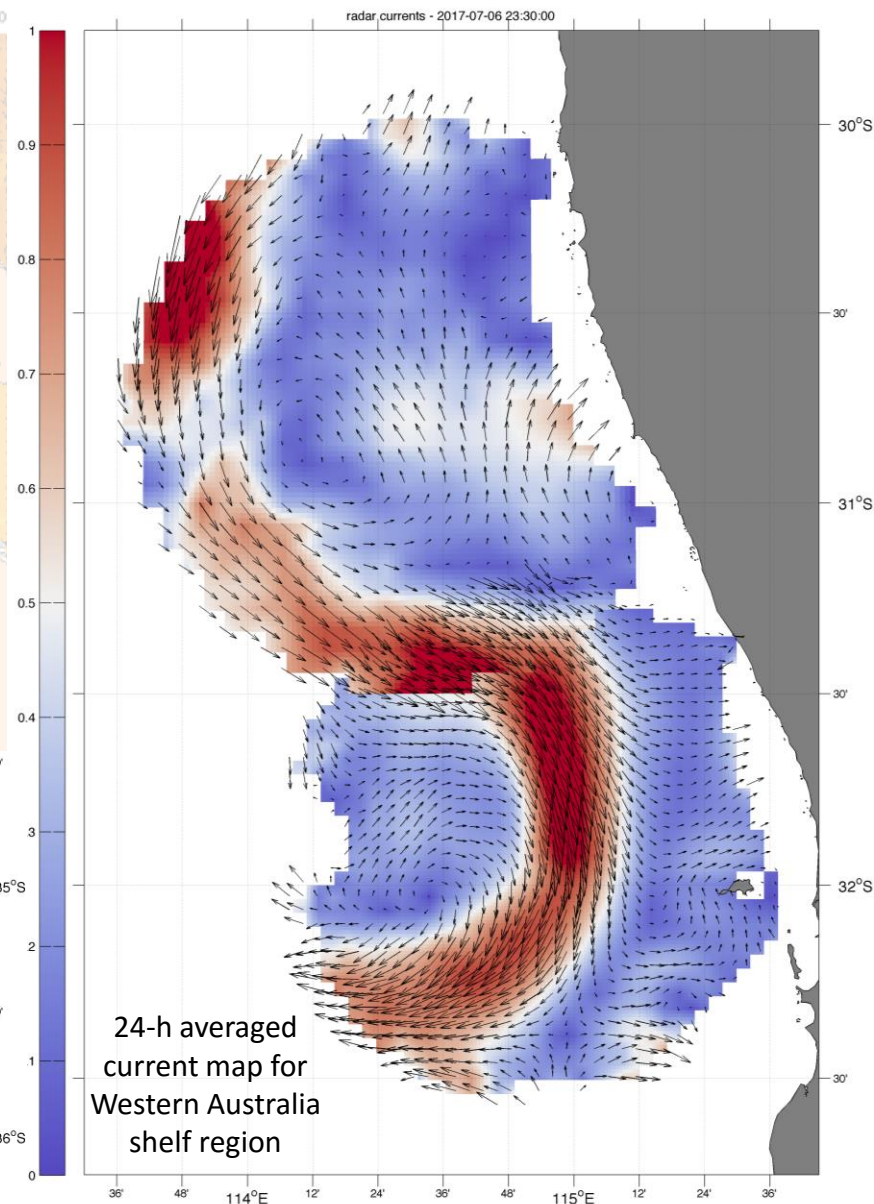 radar currents - 2017-07-06 23:30:00
1
0.9
0.8
0.7
0.6
0.5
0.4
3
2
.1
0
35°S
36°S
30°S
30'
31°S
30'
32°S
30'
24-h averaged
current map for
Western Australia
shelf region
36' 48' 114°E 12' 24' 36' 48' 115°E 12' 24' 36'